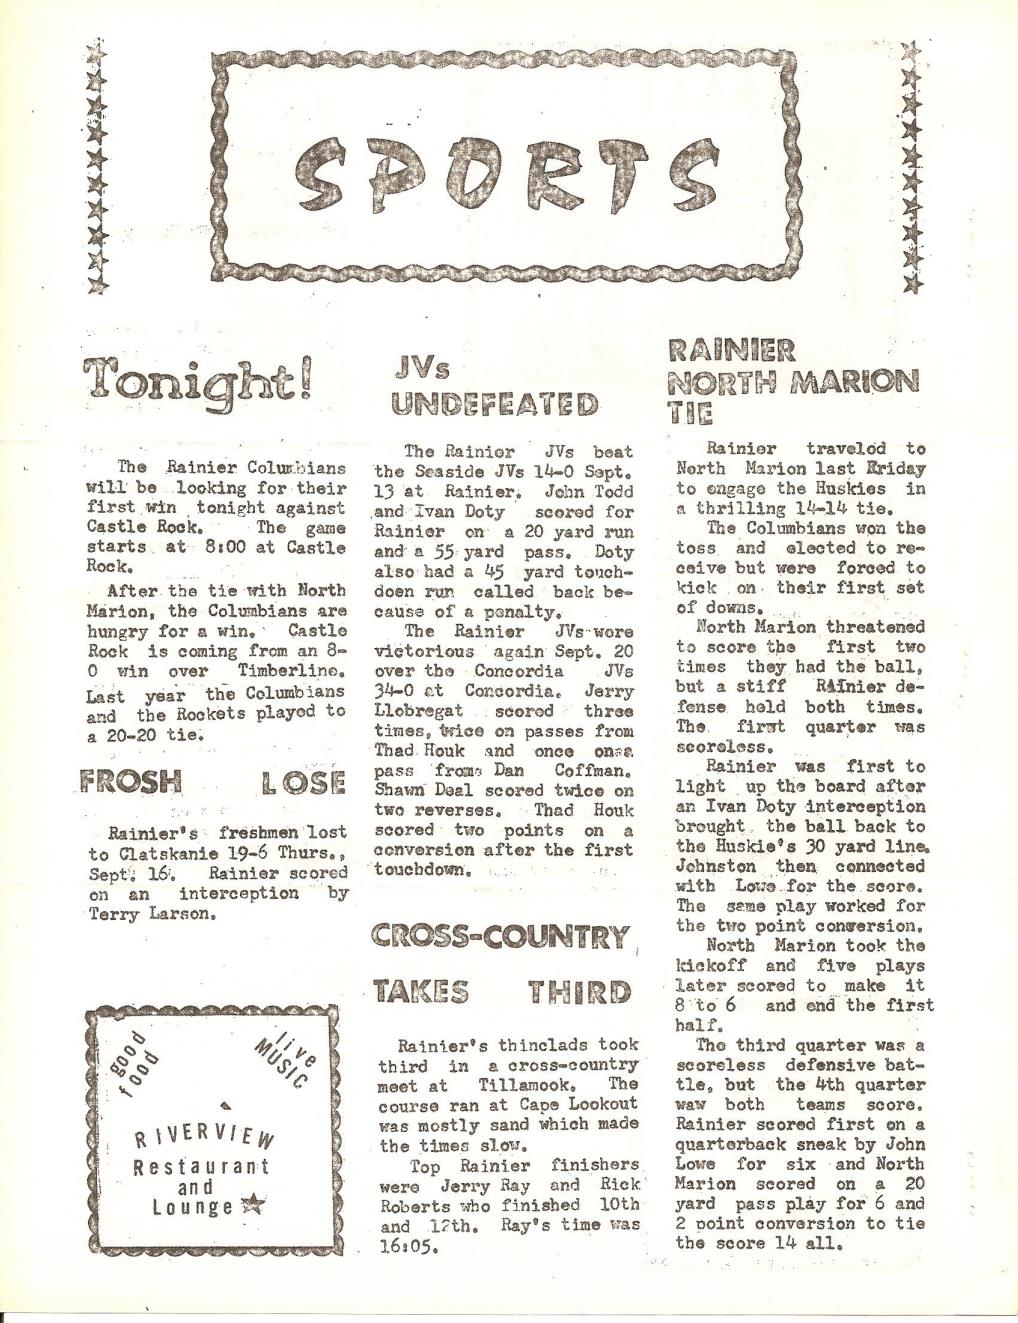 SPORTS
Tonight!
The Rainier Columbians
will be looking for their
first win tonight against
Castle Rock. The game
starts at 8:00 at Castle
Rock.
After the tie with North
Marion, the Columbians are
hungry for a win. Castle
Rock is coming from an 8-
0 win over Timberline.
Last year the Columbians
and the Rockets played to
a 20-20 tie.
FROSH LOSE
Rainier's freshmen lost
to Clatskanie 19-6 Thurs.,
Sept. 16. Rainier scored
on an interception by
Terry Larson.
good
food
live
MUSIC
RIVERVIEW
Restaurant
and
Lounge
JVs
UNDEFEATED
The Rainier JVs beat
the Seaside JVs 14-0 Sept.
13 at Rainier. John Todd
and Ivan Doty scored for
Rainier on a 20 yard run
and a 55 yard pass. Doty
also had a 45 yard touch-
doen run called back be-
cause of a penalty.
The Rainier JVs were
victorious again Sept. 20
over the Concordia JVs
34-0 at Concordia. Jerry
Llobregat scored three
times, twice on passes from
Thad Houk and once on a
pass from Dan Coffman.
Shawn Deal scored twice on
two reverses. Thad Houk
scored two points on a
conversion after the first
touchdown.
CROSS-COUNTRY
TAKES THIRD
Rainier's thinclads took
third in a cross-country
meet at Tillamook. The
course ran at Cape Lookout
was mostly sand which made
the times slow.
Top Rainier finishers
were Jerry Ray and Rick
Roberts who finished 10th
and Ray's time was
16:05.
RAINIER
NORTH MARION
TIE
Rainier traveled to
North Marion last Friday
to engage the Huskies in
a thrilling 14-14 tie.
The Columbians won the
toss and elected to re-
ceive but were forced to
kick on their first set
of downs.
North Marion threatened
to score the first two
times they had the ball,
but a stiff Rainier de-
fense held both times.
The first quarter was
scoreless.
Rainier was first to
light up the board after
an Ivan Doty interception
brought the ball back to
the Huskie's 30 yard line.
Johnston then connected
with Lowe for the score.
The same play worked for
the two point conversion.
North Marion took the
kickoff and five plays
later scored to make it
8 to 6 and end the first
half.
The third quarter was a
scoreless defensive bat-
tle, but the 4th quarter
waw both teams score.
Rainier scored first on a
quarterback sneak by John
Lowe for six and North
Marion scored on a 20
yard pass play for 6 and
2 point conversion to tie
the score 14 all.